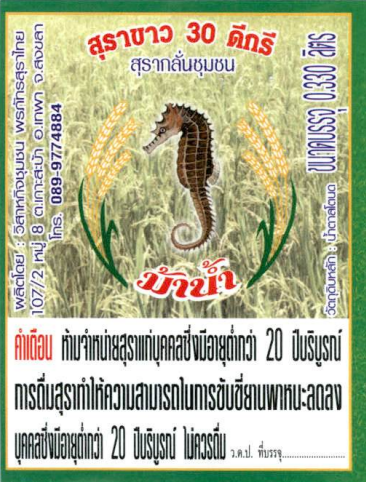 สุราขาว 30 ดีกรี
สุรากลั่นชุมชน
ผลิตโดย : วิสาหกิจชุมชน พรภัทรสุราไทย
107/2 หมู่ 8 ต.เกาะสะบ้า อ.เทพา จ.สงขลา
โทร. 089-9774884
ขนาดบรรจุ 0.330 ลิตร
วัตถุดิบหลัก : น้ำตาลโตนด
ม้าน้ำ
คำเตือน ห้ามจำหน่ายสุราแก่บุคคลซึ่งมีอายุต่ำกว่า 20 ปีบริบูรณ์
การดื่มสุราทำให้ความสามารถในการขับขี่ยานพาหนะลดลง
บุคคลซึ่งมีอายุต่ำกว่า 20 ปีบริบูรณ์ ไม่ควรดื่ม ว.ด.ป. ที่บรรจุ......................